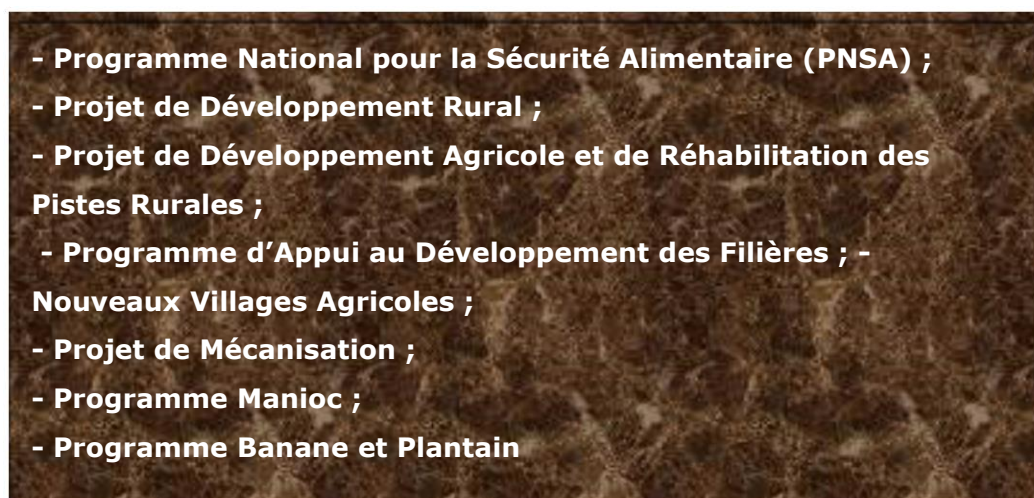 - Programme National pour la Sécurité Alimentaire (PNSA) ;
- Projet de Développement Rural ;
- Projet de Développement Agricole et de Réhabilitation des
Pistes Rurales ;
- Programme d’Appui au Développement des Filières ; -
Nouveaux Villages Agricoles ;
- Projet de Mécanisation ;
- Programme Manioc ;
- Programme Banane et Plantain